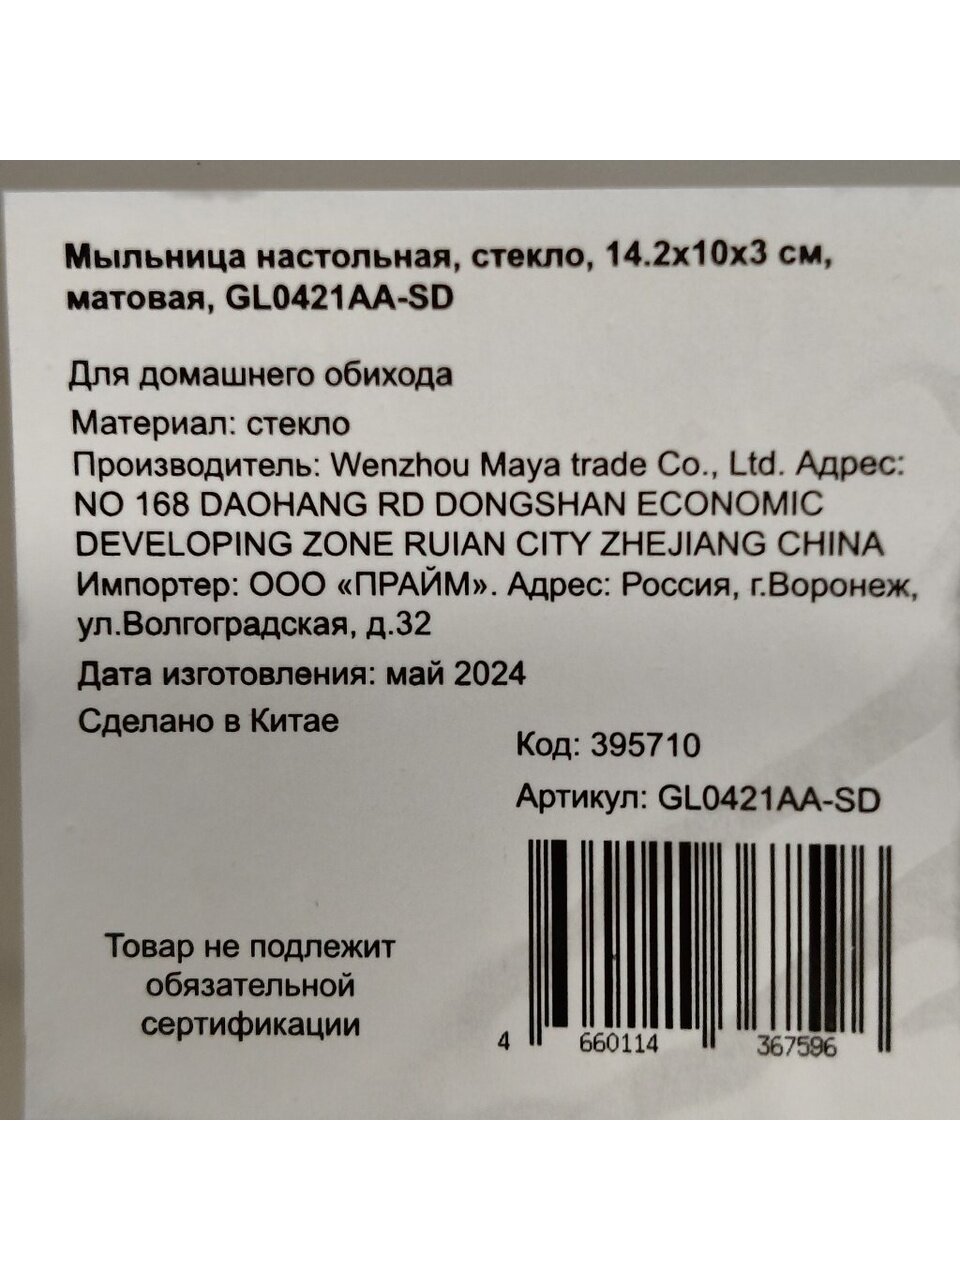 Мыльница настольная, стекло, 14.2х10х3 см,
матовая, GL0421AA-SD
Для домашнего обихода
Материал: стекло
Производитель: Wenzhou Maya trade Co., Ltd. Адрес:
NO 168 DAOHANG RD DONGSHAN ECONOMIC
DEVELOPING ZONE RUIAN CITY ZHEJIANG CHINA
Импортер: ООО «ПРАЙМ». Адрес: Россия, г.Воронеж,
ул.Волгоградская, д.32
Дата изготовления: май 2024
Сделано в Китае
Код: 395710
Артикул: GL0421AA-SD
Товар не подлежит
обязательной
сертификации
4 660114 367596